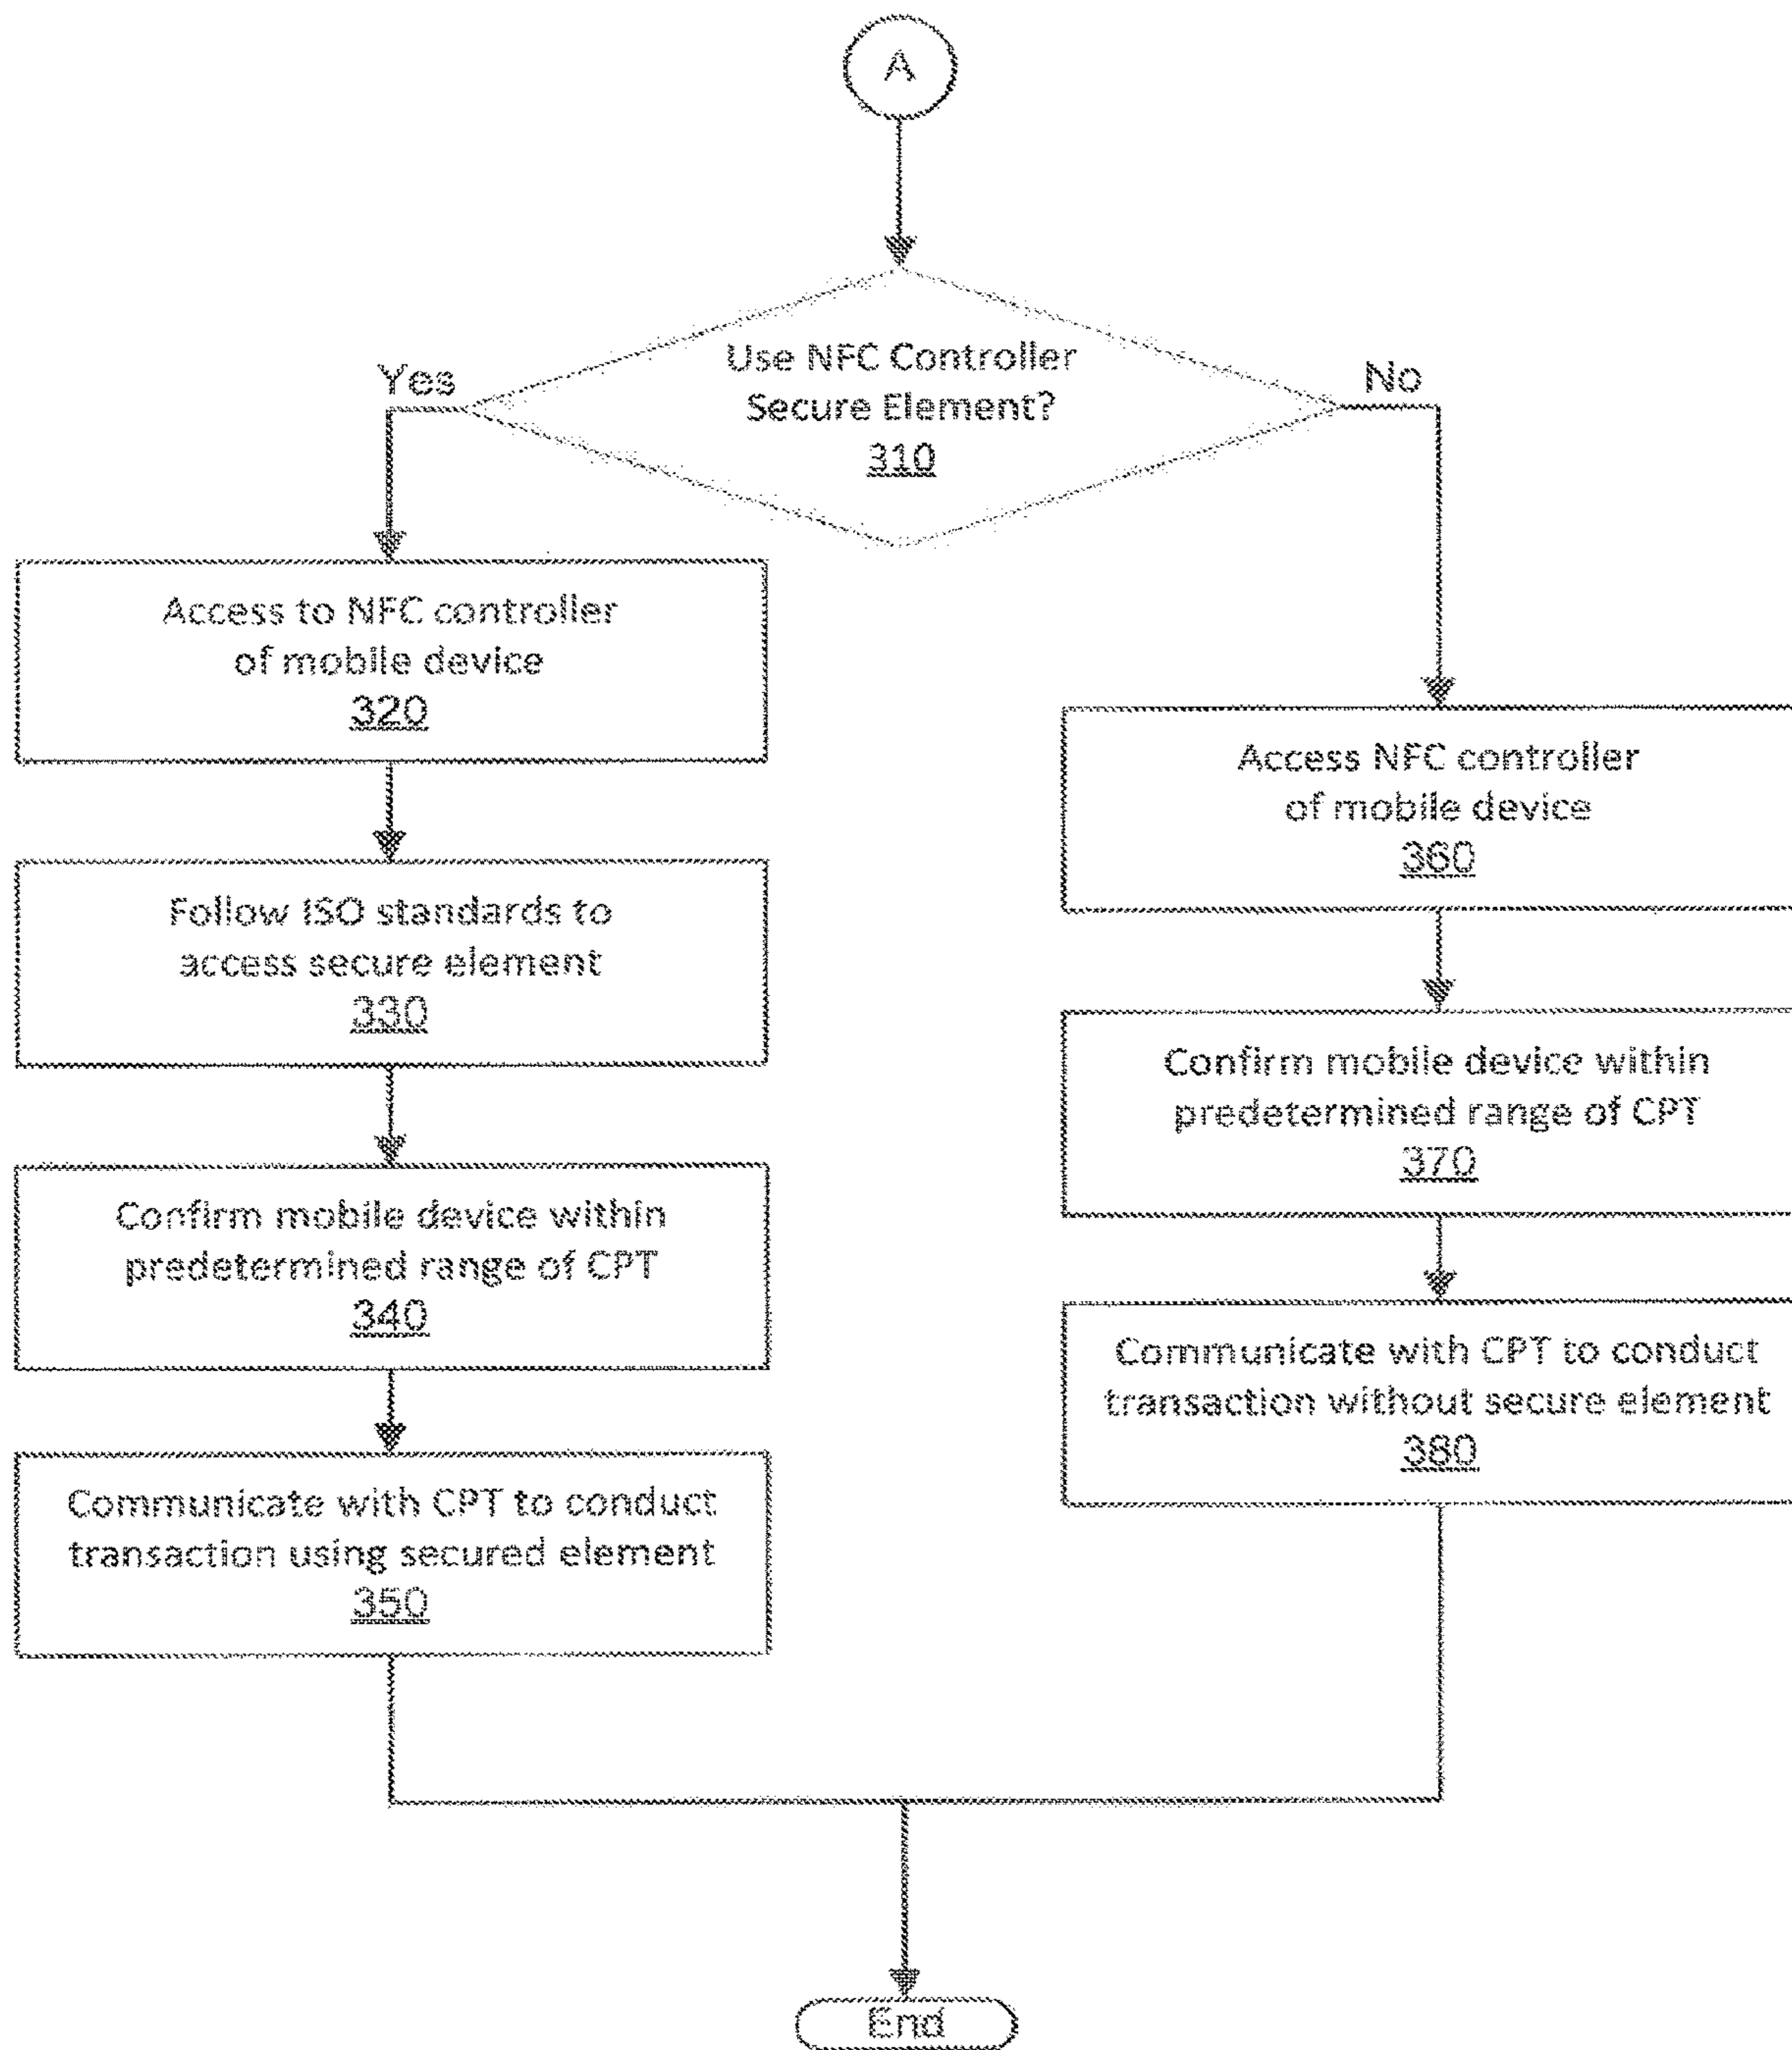 A
Use NFC Controller
Secure Element?
310
Yes
No
Access to NFC controller
of mobile device
320
Follow ISO standards to
access secure element
330
Confirm mobile device within
predetermined range of CPT
340
Communicate with CPT to conduct
transaction using secured element
350
Access NFC controller
of mobile device
360
Confirm mobile device within
predetermined range of CPT
370
Communicate with CPT to conduct
transaction without secure element
380
End